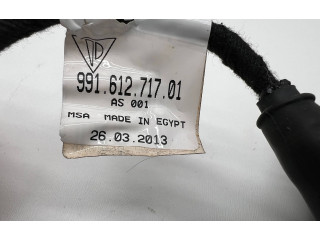 991.612.717.01
AS 001
MSA MADE IN EGYPT
26.03.2013